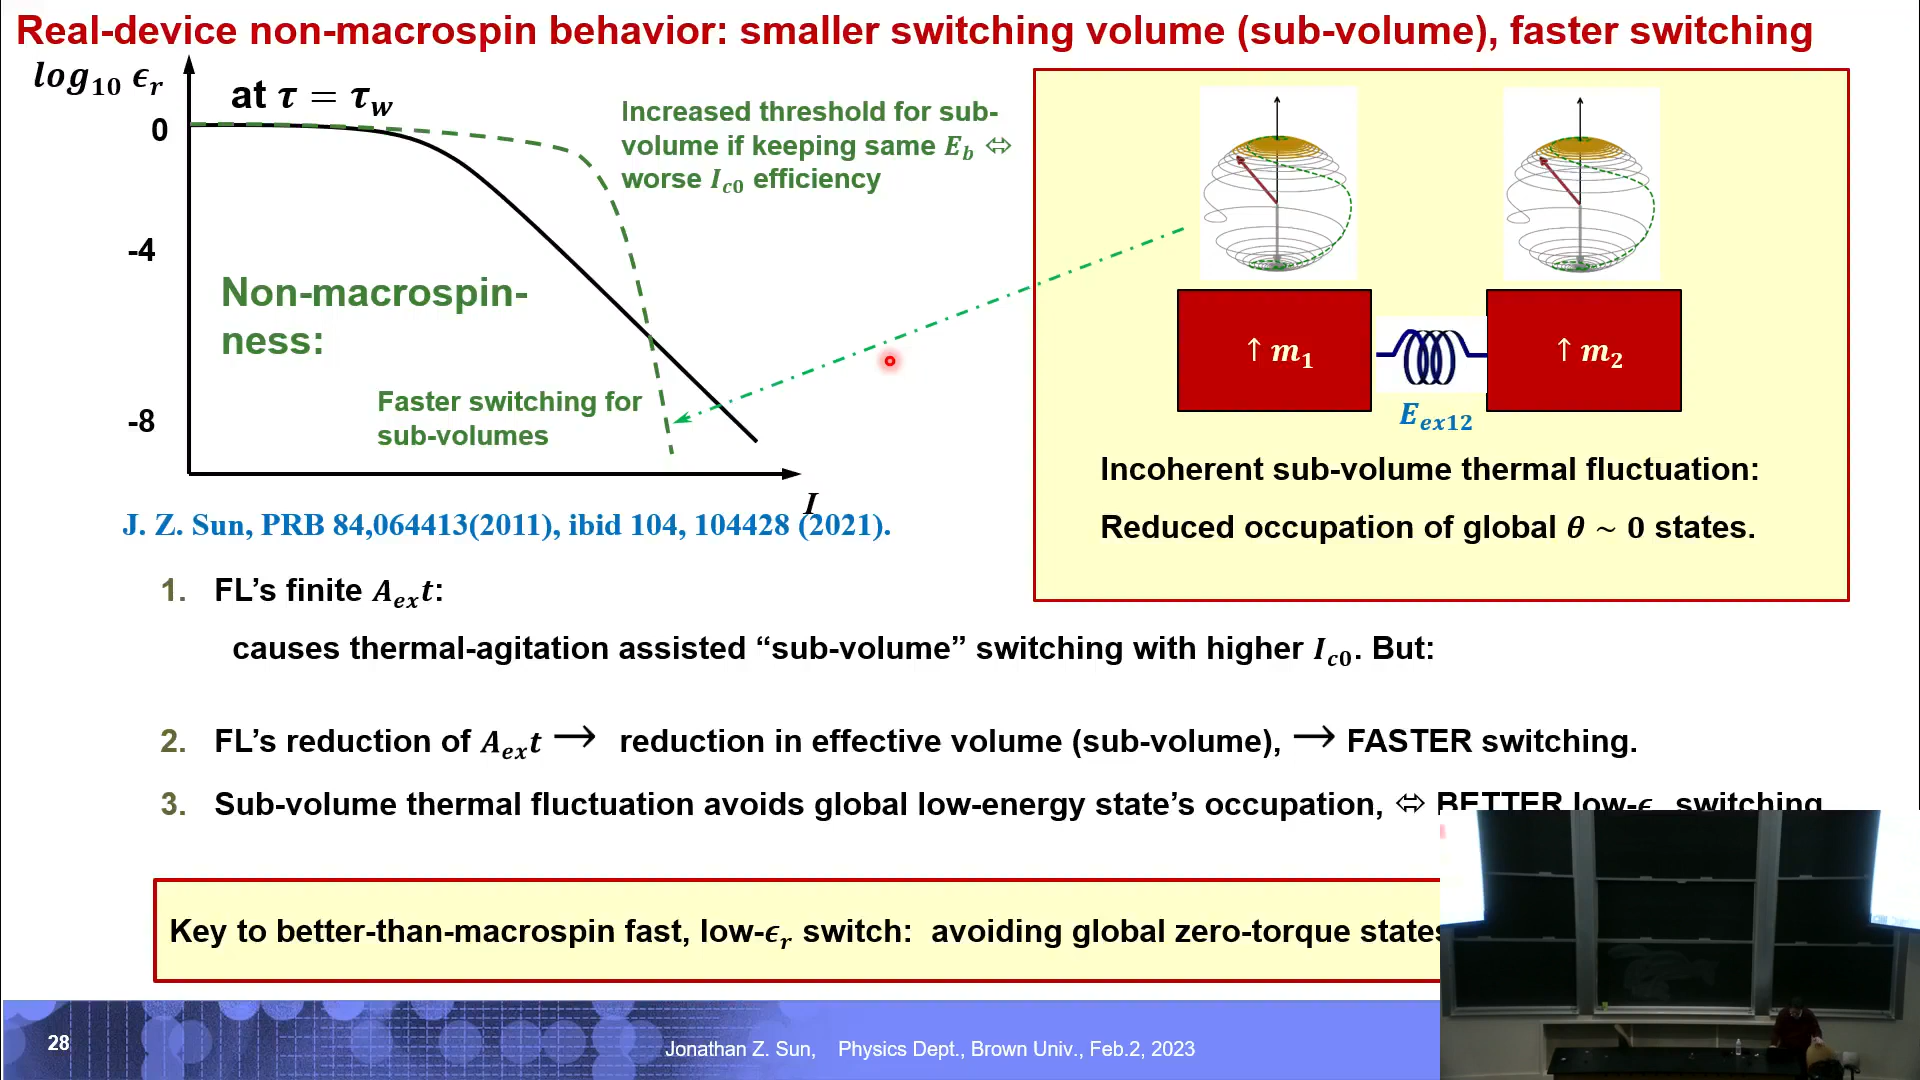 Real-device non-macrospin behavior: smaller switching volume (sub-volume), faster switching
log₁₀ ϵᵣ
at τ = τ_w
0
-4
-8
Increased threshold for sub-
volume if keeping same E_b ⇔
worse I_c0 efficiency
Non-macrospin-
ness:
Faster switching for
sub-volumes
I
J. Z. Sun, PRB 84,064413(2011), ibid 104, 104428 (2021).
↑ m₁
↑ m₂
E_ex12
Incoherent sub-volume thermal fluctuation:
Reduced occupation of global θ ~ 0 states.
1. FL’s finite A_ex t:
causes thermal-agitation assisted “sub-volume” switching with higher I_c0. But:
2. FL’s reduction of A_ex t → reduction in effective volume (sub-volume), → FASTER switching.
3. Sub-volume thermal fluctuation avoids global low-energy state’s occupation, ⇔ BETTER low-ϵ switching
Key to better-than-macrospin fast, low-ϵᵣ switch: avoiding global zero-torque states
28
Jonathan Z. Sun, Physics Dept., Brown Univ., Feb.2, 2023